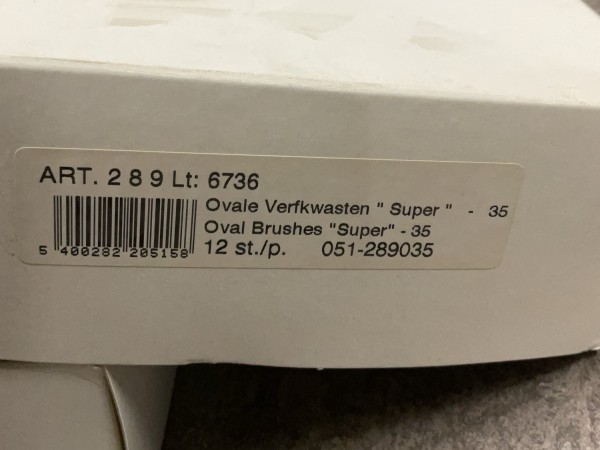 ART. 2 8 9 Lt: 6736
Ovale Verfkwasten " Super " - 35
Oval Brushes "Super" - 35
12 st./p. 051-289035
5 400282 205158